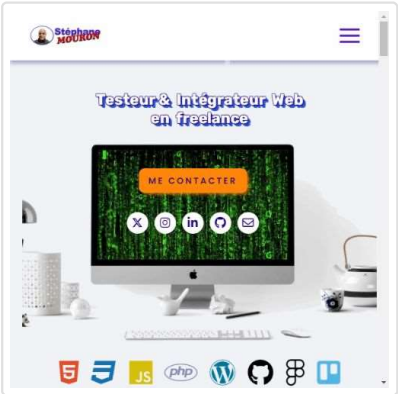 Stéphane
MOURON
Testeur & Intégrateur Web
en freelance
ME CONTACTER
JS
php